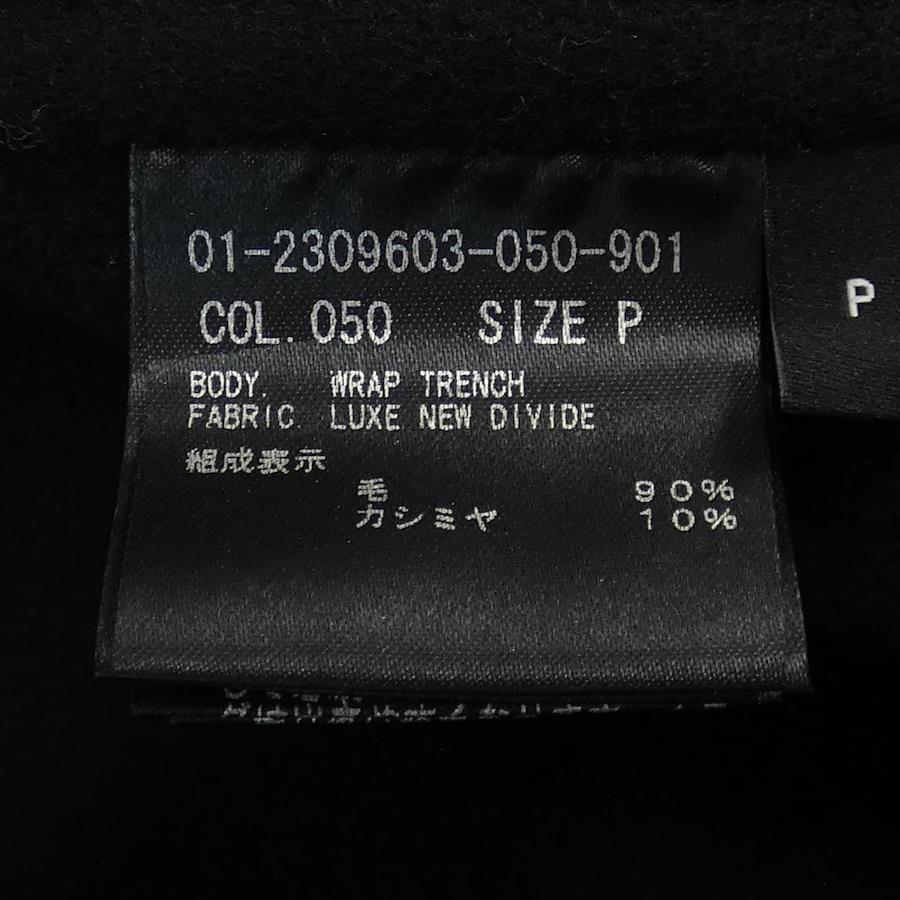 01-2309603-050-901
COL. 050 SIZE P
P
BODY. WRAP TRENCH
FABRIC. LUXE NEW DIVIDE
組成表示
毛 90%
カシミヤ 10%